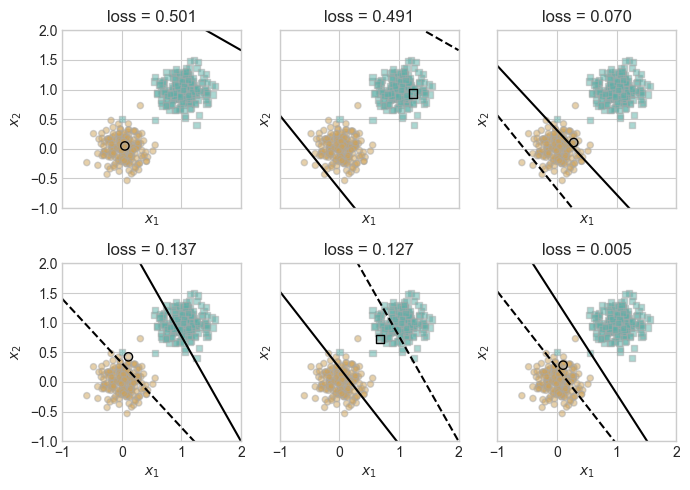 loss = 0.501 loss = 0.491 loss = 0.070
2.0
1.5
1.0
0.5
0.0
−0.5
−1.0
x₂ x₂ x₂
x₁ x₁ x₁
loss = 0.137 loss = 0.127 loss = 0.005
2.0
1.5
1.0
0.5
0.0
−0.5
−1.0
x₂ x₂ x₂
−1 0 1 2 −1 0 1 2 −1 0 1 2
x₁ x₁ x₁